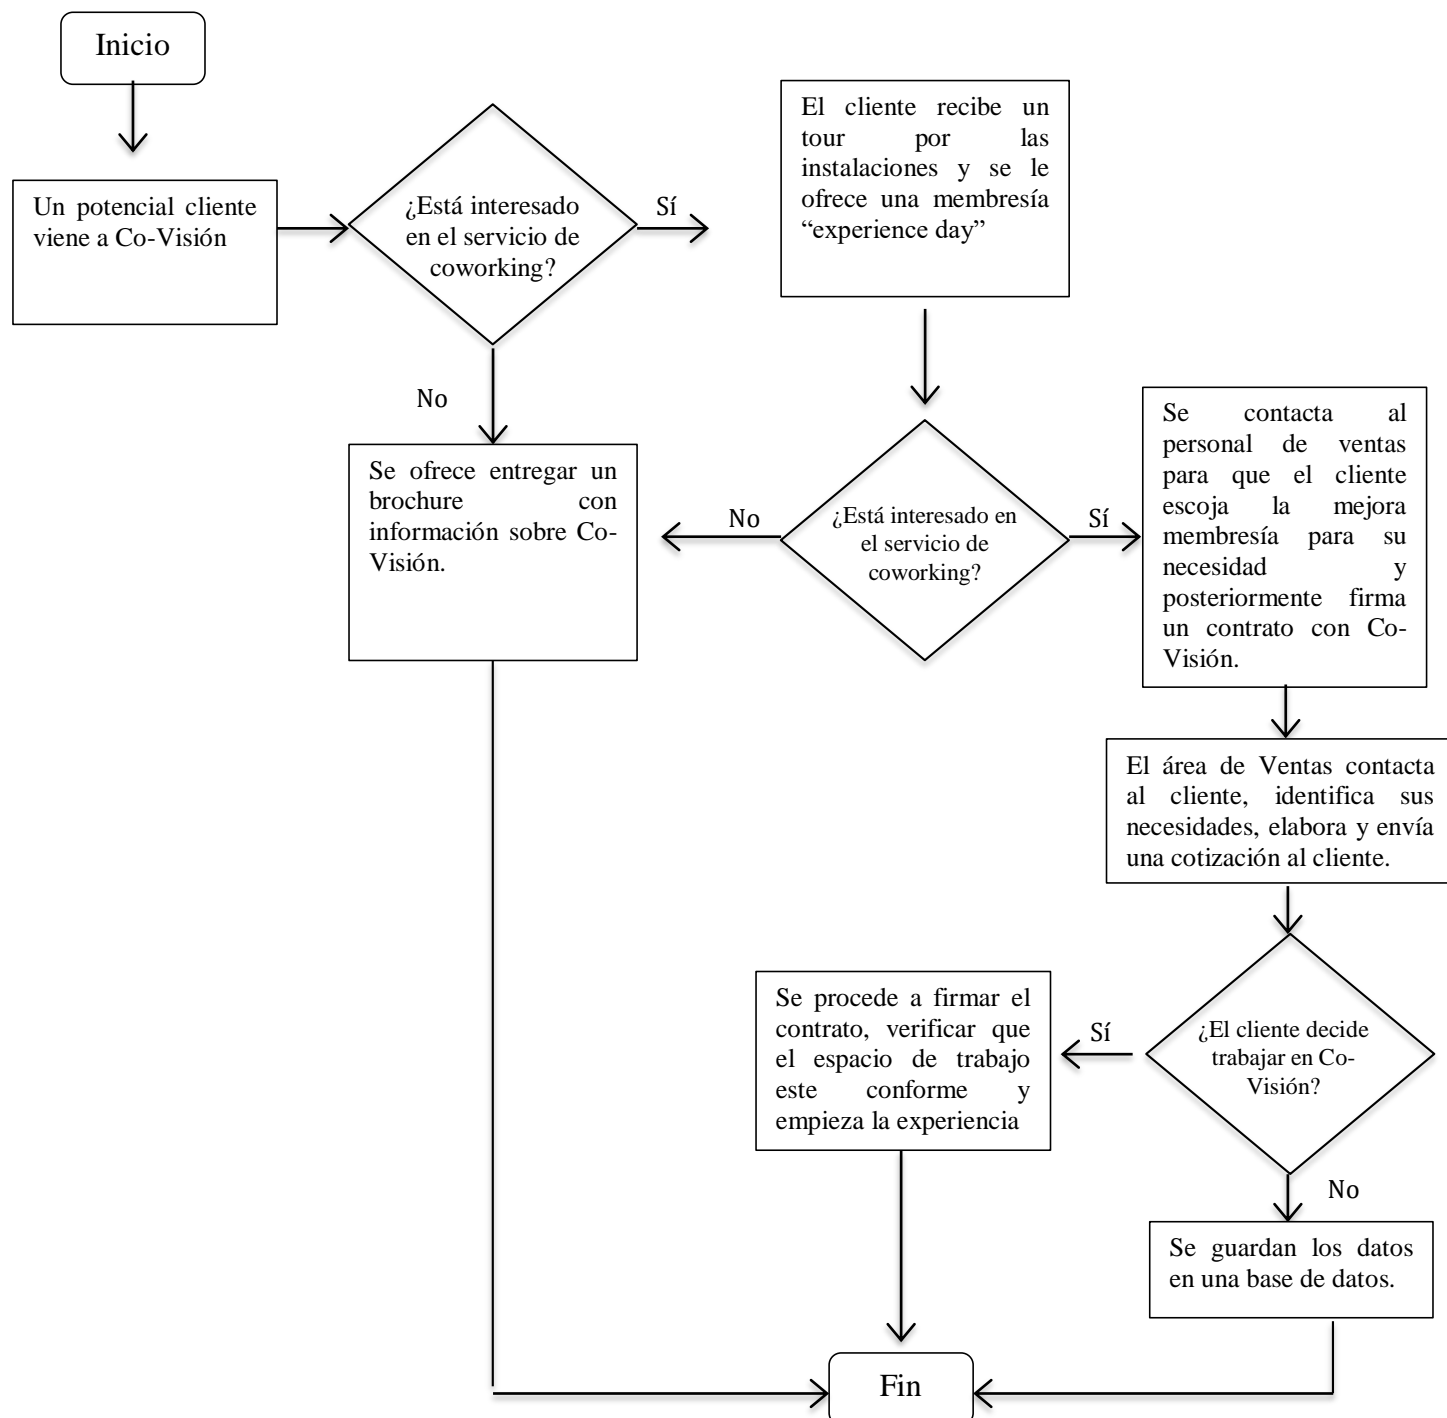 Inicio
Un potencial cliente
viene a Co-Visión
¿Está interesado
en el servicio de
coworking?
Sí
El cliente recibe un
tour por las
instalaciones y se le
ofrece una membresía
“experience day”
No
Se ofrece entregar un
brochure con
información sobre Co-
Visión.
No
¿Está interesado en
el servicio de
coworking?
Sí
Se contacta al
personal de ventas
para que el cliente
escoja la mejora
membresía para su
necesidad y
posteriormente firma
un contrato con Co-
Visión.
El área de Ventas contacta
al cliente, identifica sus
necesidades, elabora y envía
una cotización al cliente.
¿El cliente decide
trabajar en Co-
Visión?
Sí
Se procede a firmar el
contrato, verificar que
el espacio de trabajo
este conforme y
empieza la experiencia
No
Se guardan los datos
en una base de datos.
Fin